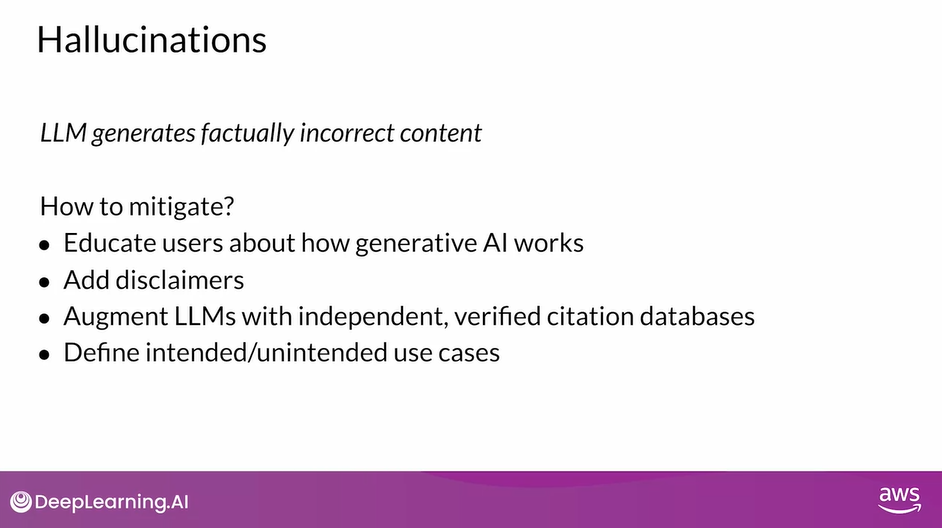 Hallucinations
LLM generates factually incorrect content
How to mitigate?
● Educate users about how generative AI works
● Add disclaimers
● Augment LLMs with independent, verified citation databases
● Define intended/unintended use cases
DeepLearning.AI
aws